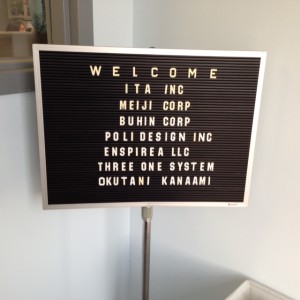 WELCOME
ITA INC
MEIJI CORP
BUHIN CORP
POLI DESIGN INC
ENSPIREA LLC
THREE ONE SYSTEM
OKUTANI KANAAMI